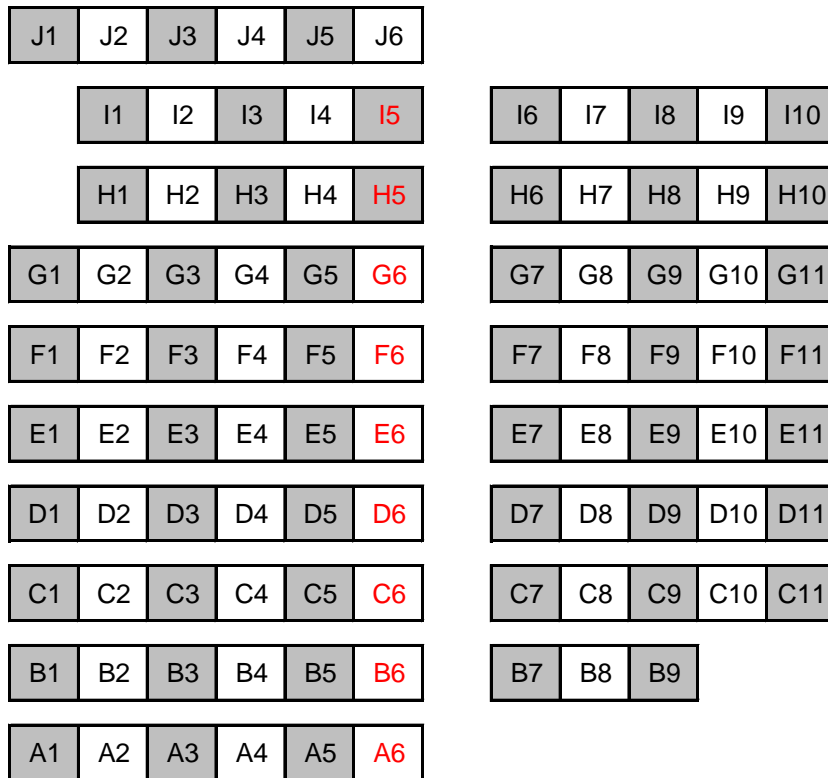 J1 J2 J3 J4 J5 J6
I1 I2 I3 I4 I5 I6 I7 I8 I9 I10
H1 H2 H3 H4 H5 H6 H7 H8 H9 H10
G1 G2 G3 G4 G5 G6 G7 G8 G9 G10 G11
F1 F2 F3 F4 F5 F6 F7 F8 F9 F10 F11
E1 E2 E3 E4 E5 E6 E7 E8 E9 E10 E11
D1 D2 D3 D4 D5 D6 D7 D8 D9 D10 D11
C1 C2 C3 C4 C5 C6 C7 C8 C9 C10 C11
B1 B2 B3 B4 B5 B6 B7 B8 B9
A1 A2 A3 A4 A5 A6